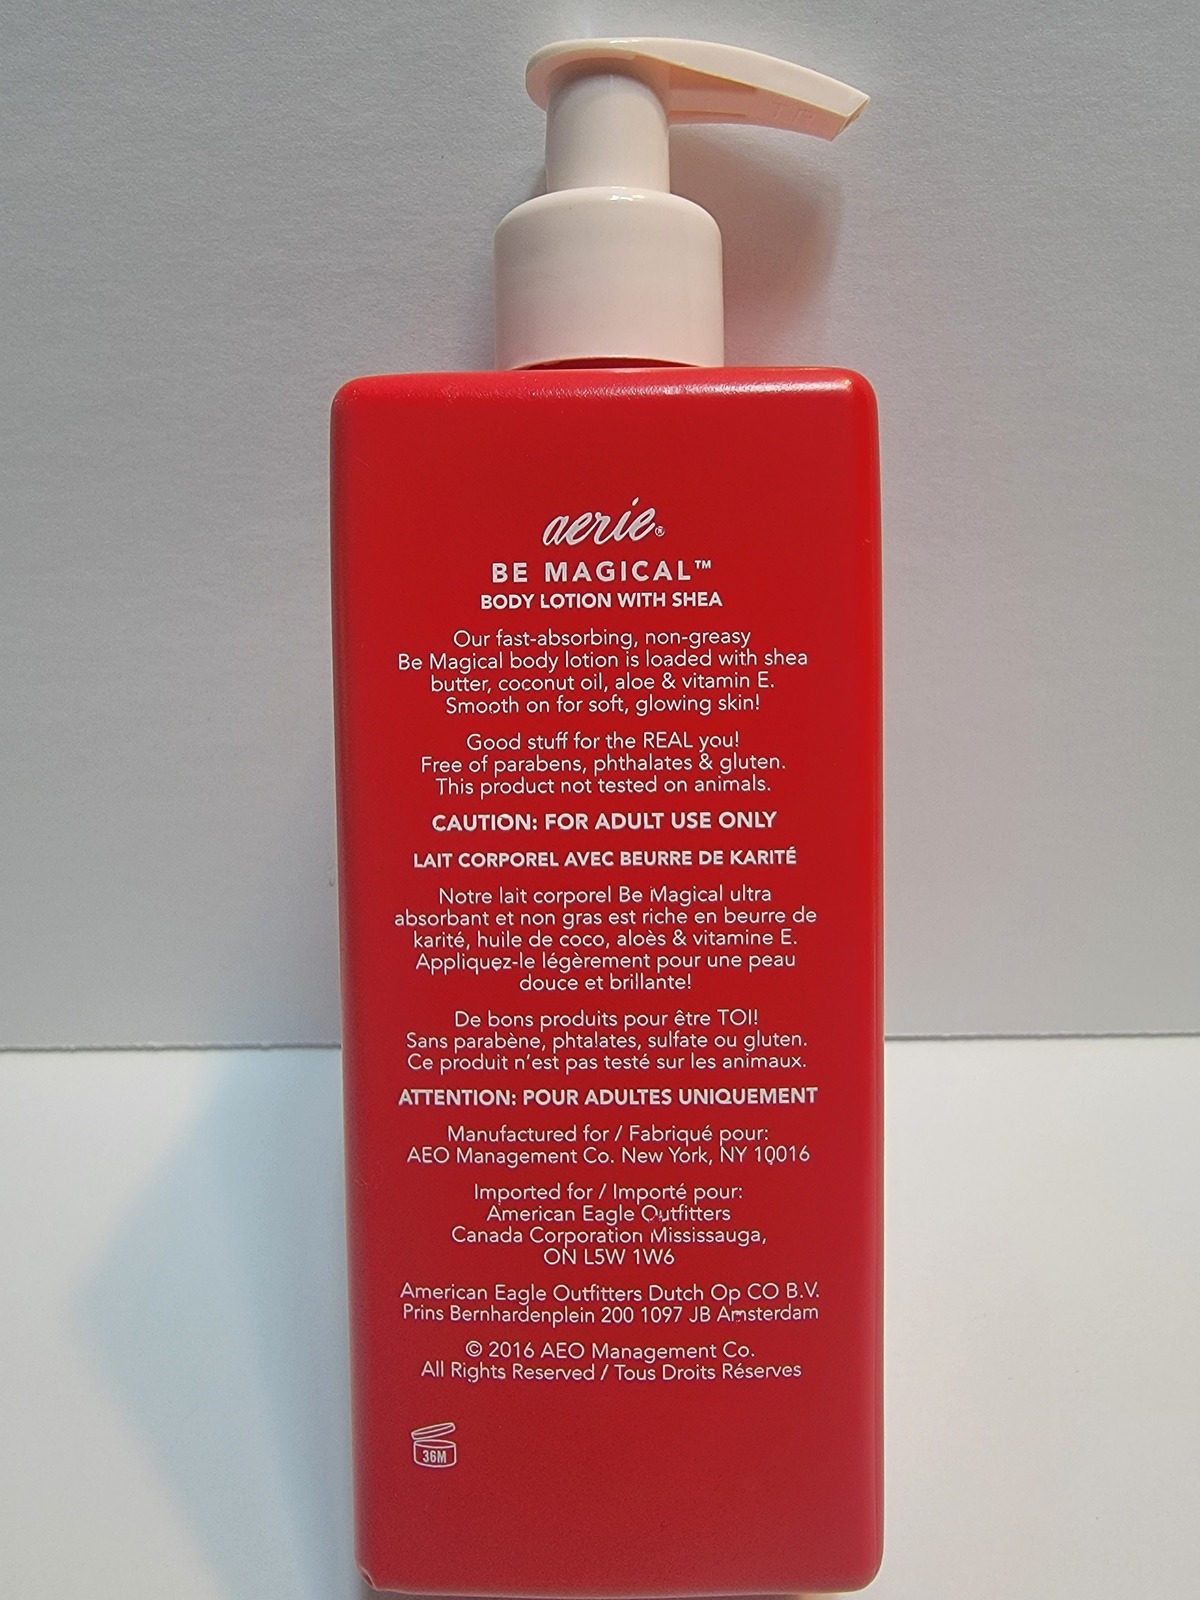 aerie®
BE MAGICAL™
BODY LOTION WITH SHEA
Our fast-absorbing, non-greasy
Be Magical body lotion is loaded with shea
butter, coconut oil, aloe & vitamin E.
Smooth on for soft, glowing skin!
Good stuff for the REAL you!
Free of parabens, phthalates & gluten.
This product not tested on animals.
CAUTION: FOR ADULT USE ONLY
LAIT CORPOREL AVEC BEURRE DE KARITÉ
Notre lait corporel Be Magical ultra
absorbant et non gras est riche en beurre de
karité, huile de coco, aloès & vitamine E.
Appliquez-le légèrement pour une peau
douce et brillante!
De bons produits pour être TOI!
Sans parabène, phtalates, sulfate ou gluten.
Ce produit n'est pas testé sur les animaux.
ATTENTION: POUR ADULTES UNIQUEMENT
Manufactured for / Fabriqué pour:
AEO Management Co. New York, NY 10016
Imported for / Importé pour:
American Eagle Outfitters
Canada Corporation Mississauga,
ON L5W 1W6
American Eagle Outfitters Dutch Op CO B.V.
Prins Bernhardenplein 200 1097 JB Amsterdam
© 2016 AEO Management Co.
All Rights Reserved / Tous Droits Réserves
36M